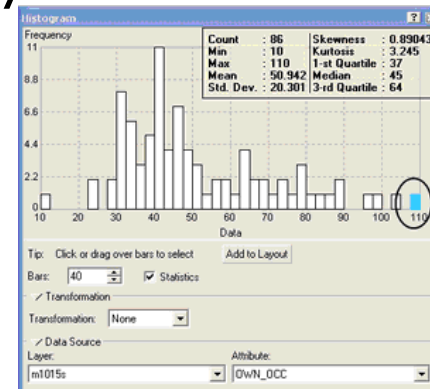 Histogram
Frequency
Count : 86 Skewness : 0.89043
Min : 10 Kurtosis : 3.245
Max : 110 1-st Quartile : 37
Mean : 50.942 Median : 45
Std. Dev. : 20.301 3-rd Quartile : 64
11
8.8
6.6
4.4
2.2
0
10 20 30 40 50 60 70 80 90 100 110
Data
Tip: Click or drag over bars to select Add to Layout
Bars: 40 Statistics
Transformation
Transformation: None
Data Source
Layer: Attribute:
m1015s OWN_OCC